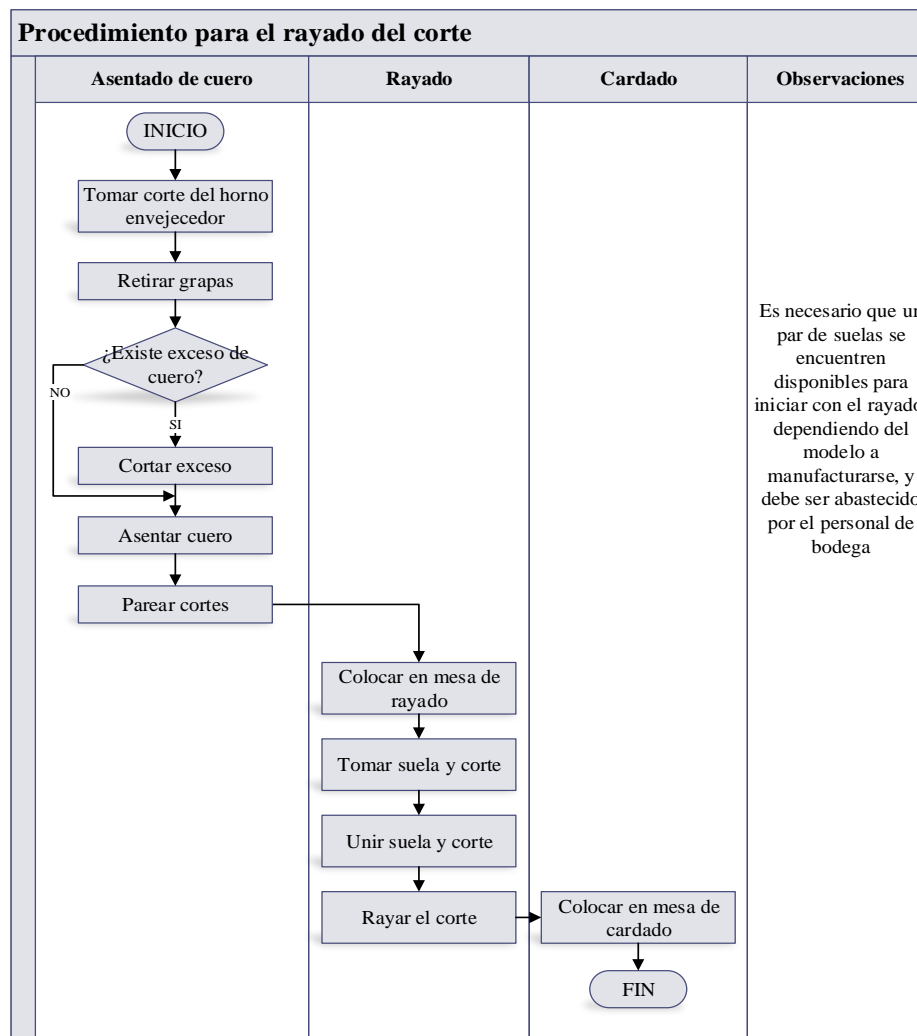 Procedimiento para el rayado del corte
Asentado de cuero
Rayado
Cardado
Observaciones
INICIO
Tomar corte del horno
envejecedor
Retirar grapas
¿Existe exceso de
cuero?
NO
SI
Cortar exceso
Asentar cuero
Parear cortes
Colocar en mesa de
rayado
Tomar suela y corte
Unir suela y corte
Rayar el corte
Colocar en mesa de
cardado
FIN
Es necesario que un
par de suelas se
encuentren
disponibles para
iniciar con el rayado
dependiendo del
modelo a
manufacturarse, y
debe ser abastecido
por el personal de
bodega